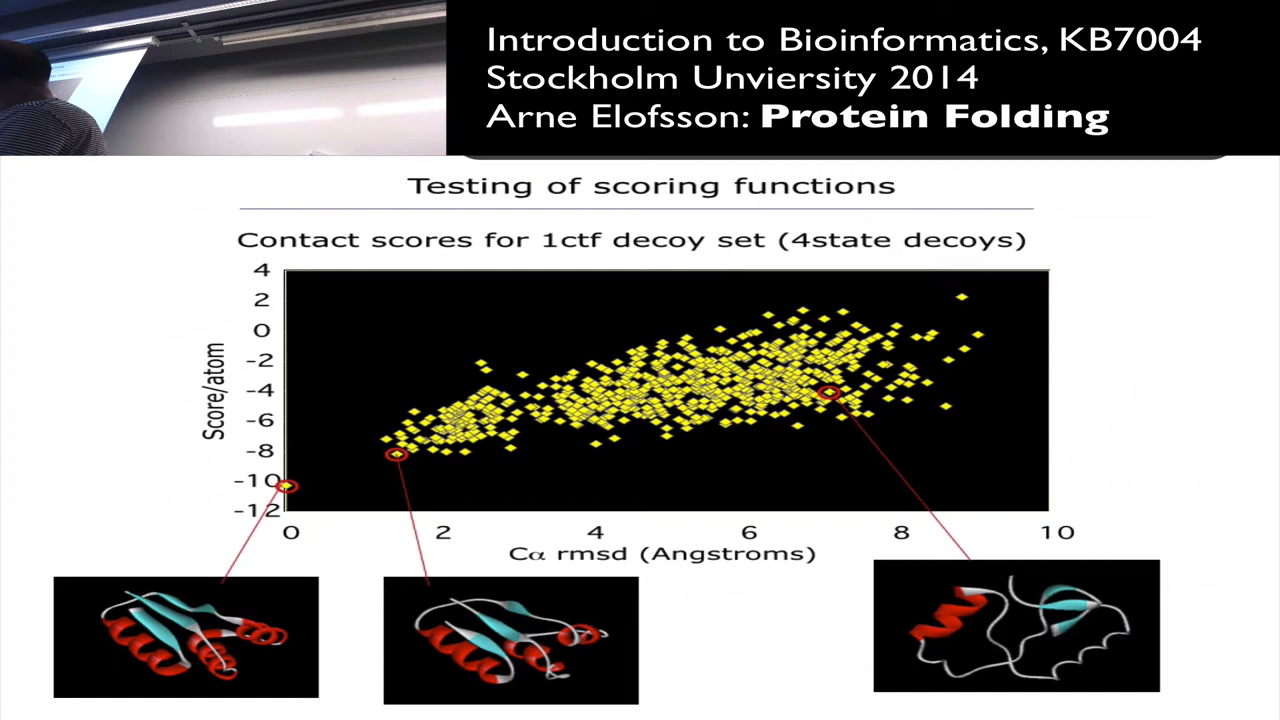 Introduction to Bioinformatics, KB7004
Stockholm Unviersity 2014
Arne Elofsson: Protein Folding
Testing of scoring functions
Contact scores for 1ctf decoy set (4state decoys)
4
2
0
-2
-4
-6
-8
-10
-12
Score/atom
0 2 4 6 8 10
Cα rmsd (Angstroms)